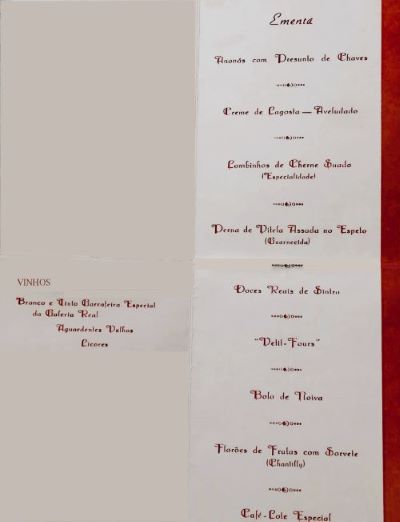 Ementa
Ananás com Presunto de Chaves
Creme de Lagosta — Aveludado
Lombinhos de Cherne Suado
(Especialidade)
Perna de Vitela Assada no Espeto
(Guarnecida)
VINHOS
Branco e Tinto Garrafeira Especial
da Galeria Real
Aguardentes Velhas
Licores
Doces Reais de Sintra
"Petit-Fours"
Bolo de Noiva
Florões de Frutas com Sorvete
(Chantilly)
Café-Lote Especial